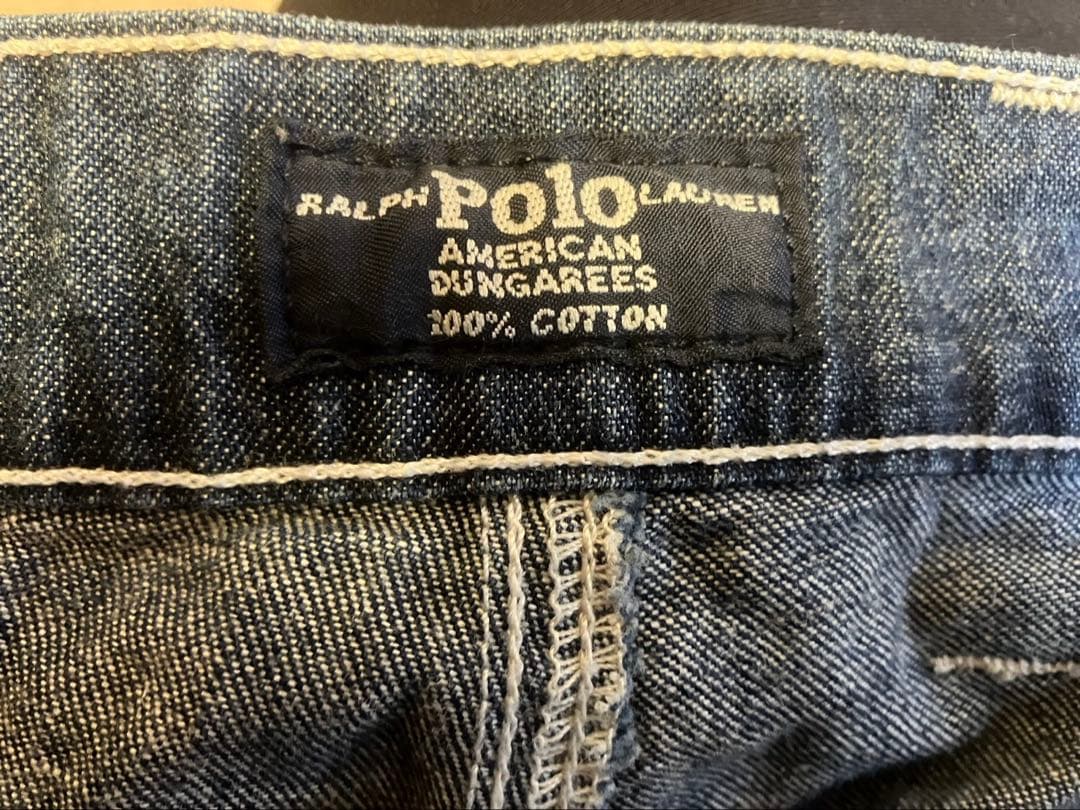 RALPH Polo LAUREN
AMERICAN
DUNGAREES
100% COTTON